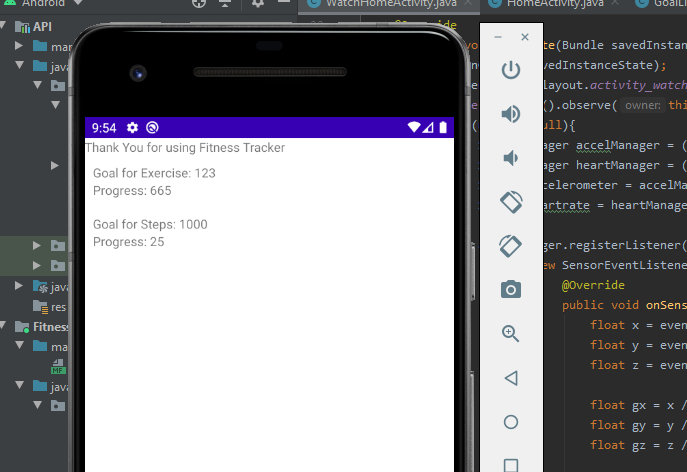 Android
WatchHomeActivity.java
HomeActivity.java
GoalLi
API
ma
java
Fitness
ma
MF
java
java
res
9:54
Thank You for using Fitness Tracker
Goal for Exercise: 123
Progress: 665
Goal for Steps: 1000
Progress: 25
te(Bundle savedInstan
avedInstanceState);
layout.activity_watch
().observe( owner: thi
ull){
ager accelManager = (
ager heartManager = (
celerometer = accelMa
artrate = heartManage
ger.registerListener(
ew SensorEventListene
@Override
public void onSens
float x = even
float y = even
float z = even
float gx = x /
float gy = y /
float gz = z /